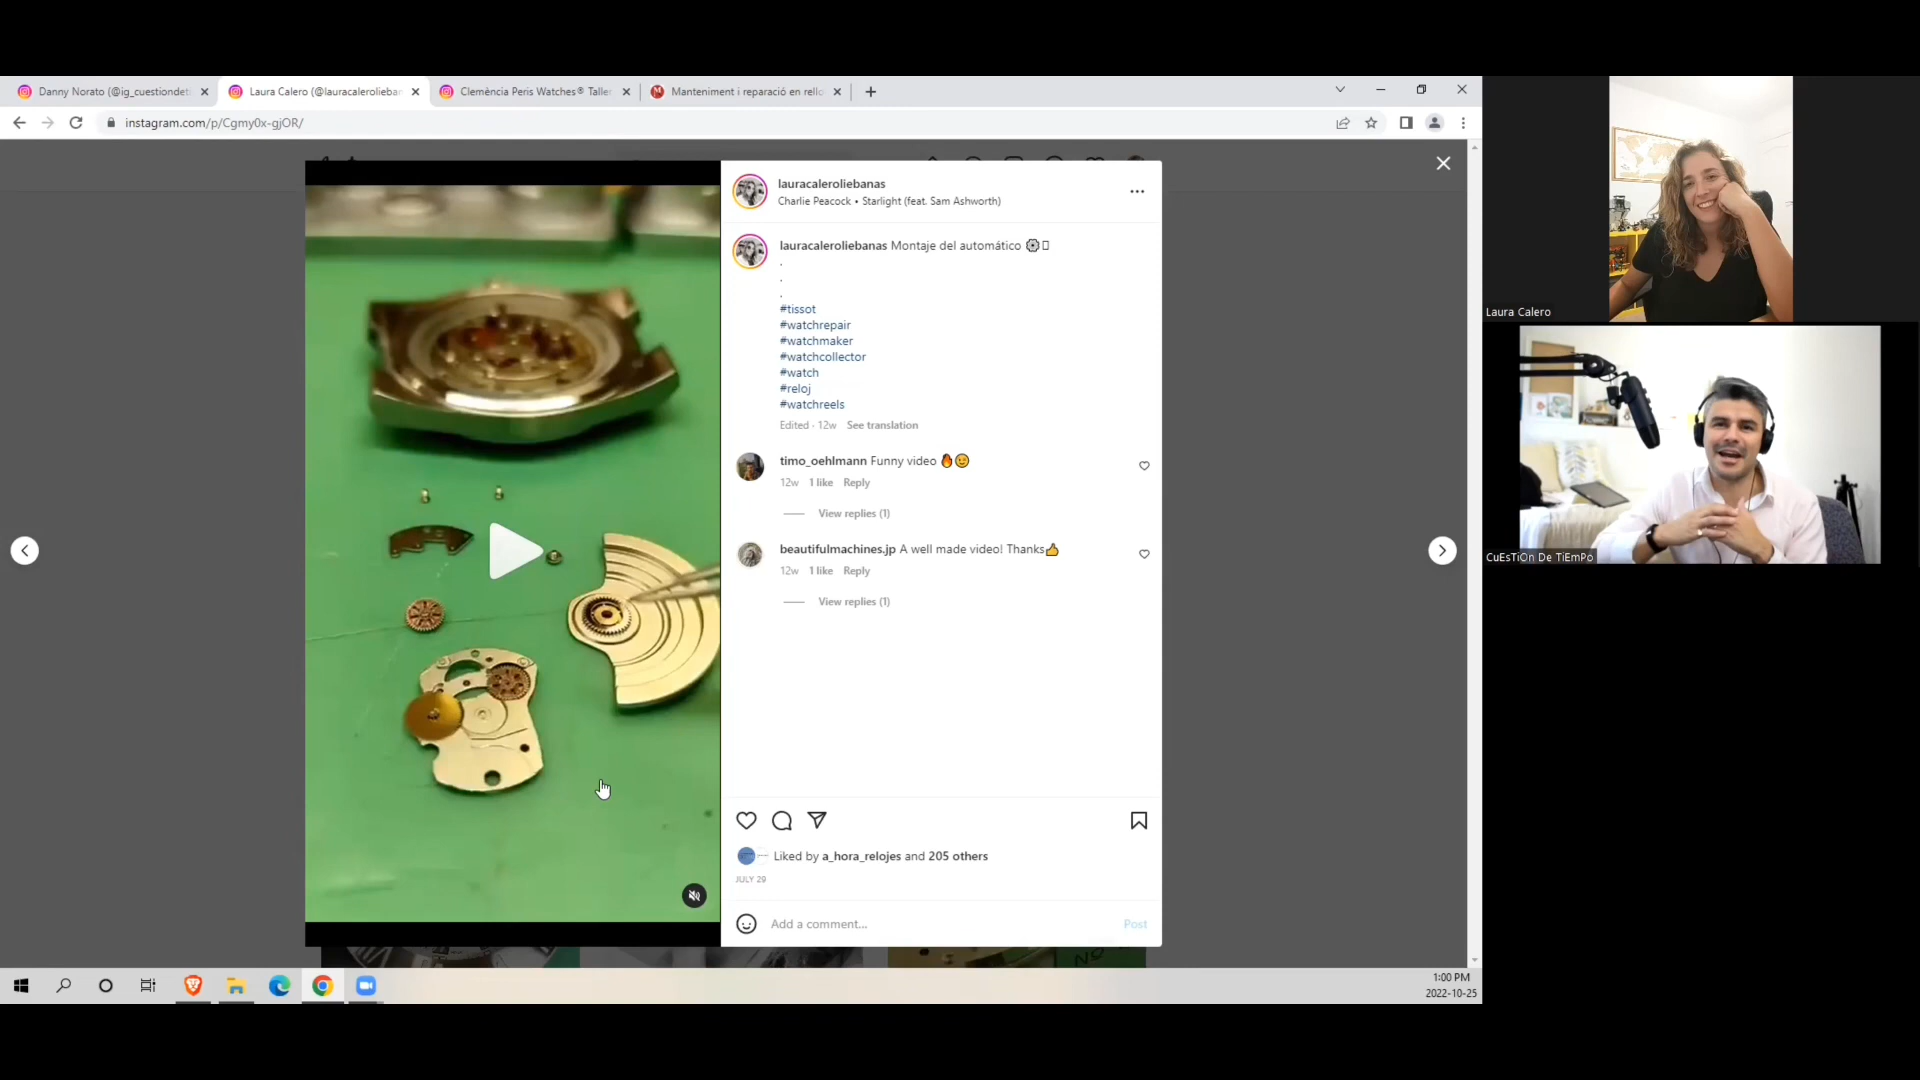 Danny Norato (@ig_cuestiondeti
Laura Calero (@lauracaleroliebar
Clemència Peris Watches® Taller
Manteniment i reparació en rello
instagram.com/p/Cgmy0x-gjOR/
lauracaleroliebanas
Charlie Peacock • Starlight (feat. Sam Ashworth)
lauracaleroliebanas Montaje del automático
.
.
.
#tissot
#watchrepair
#watchmaker
#watchcollector
#watch
#reloj
#watchreels
Edited · 12w See translation
timo_oehlmann Funny video 🔥😉
12w 1 like Reply
View replies (1)
beautifulmachines.jp A well made video! Thanks👍
12w 1 like Reply
View replies (1)
Liked by a_hora_relojes and 205 others
JULY 29
Add a comment...
Post
1:00 PM
2022-10-25
Laura Calero
CuEsTiOn De TiEmPo